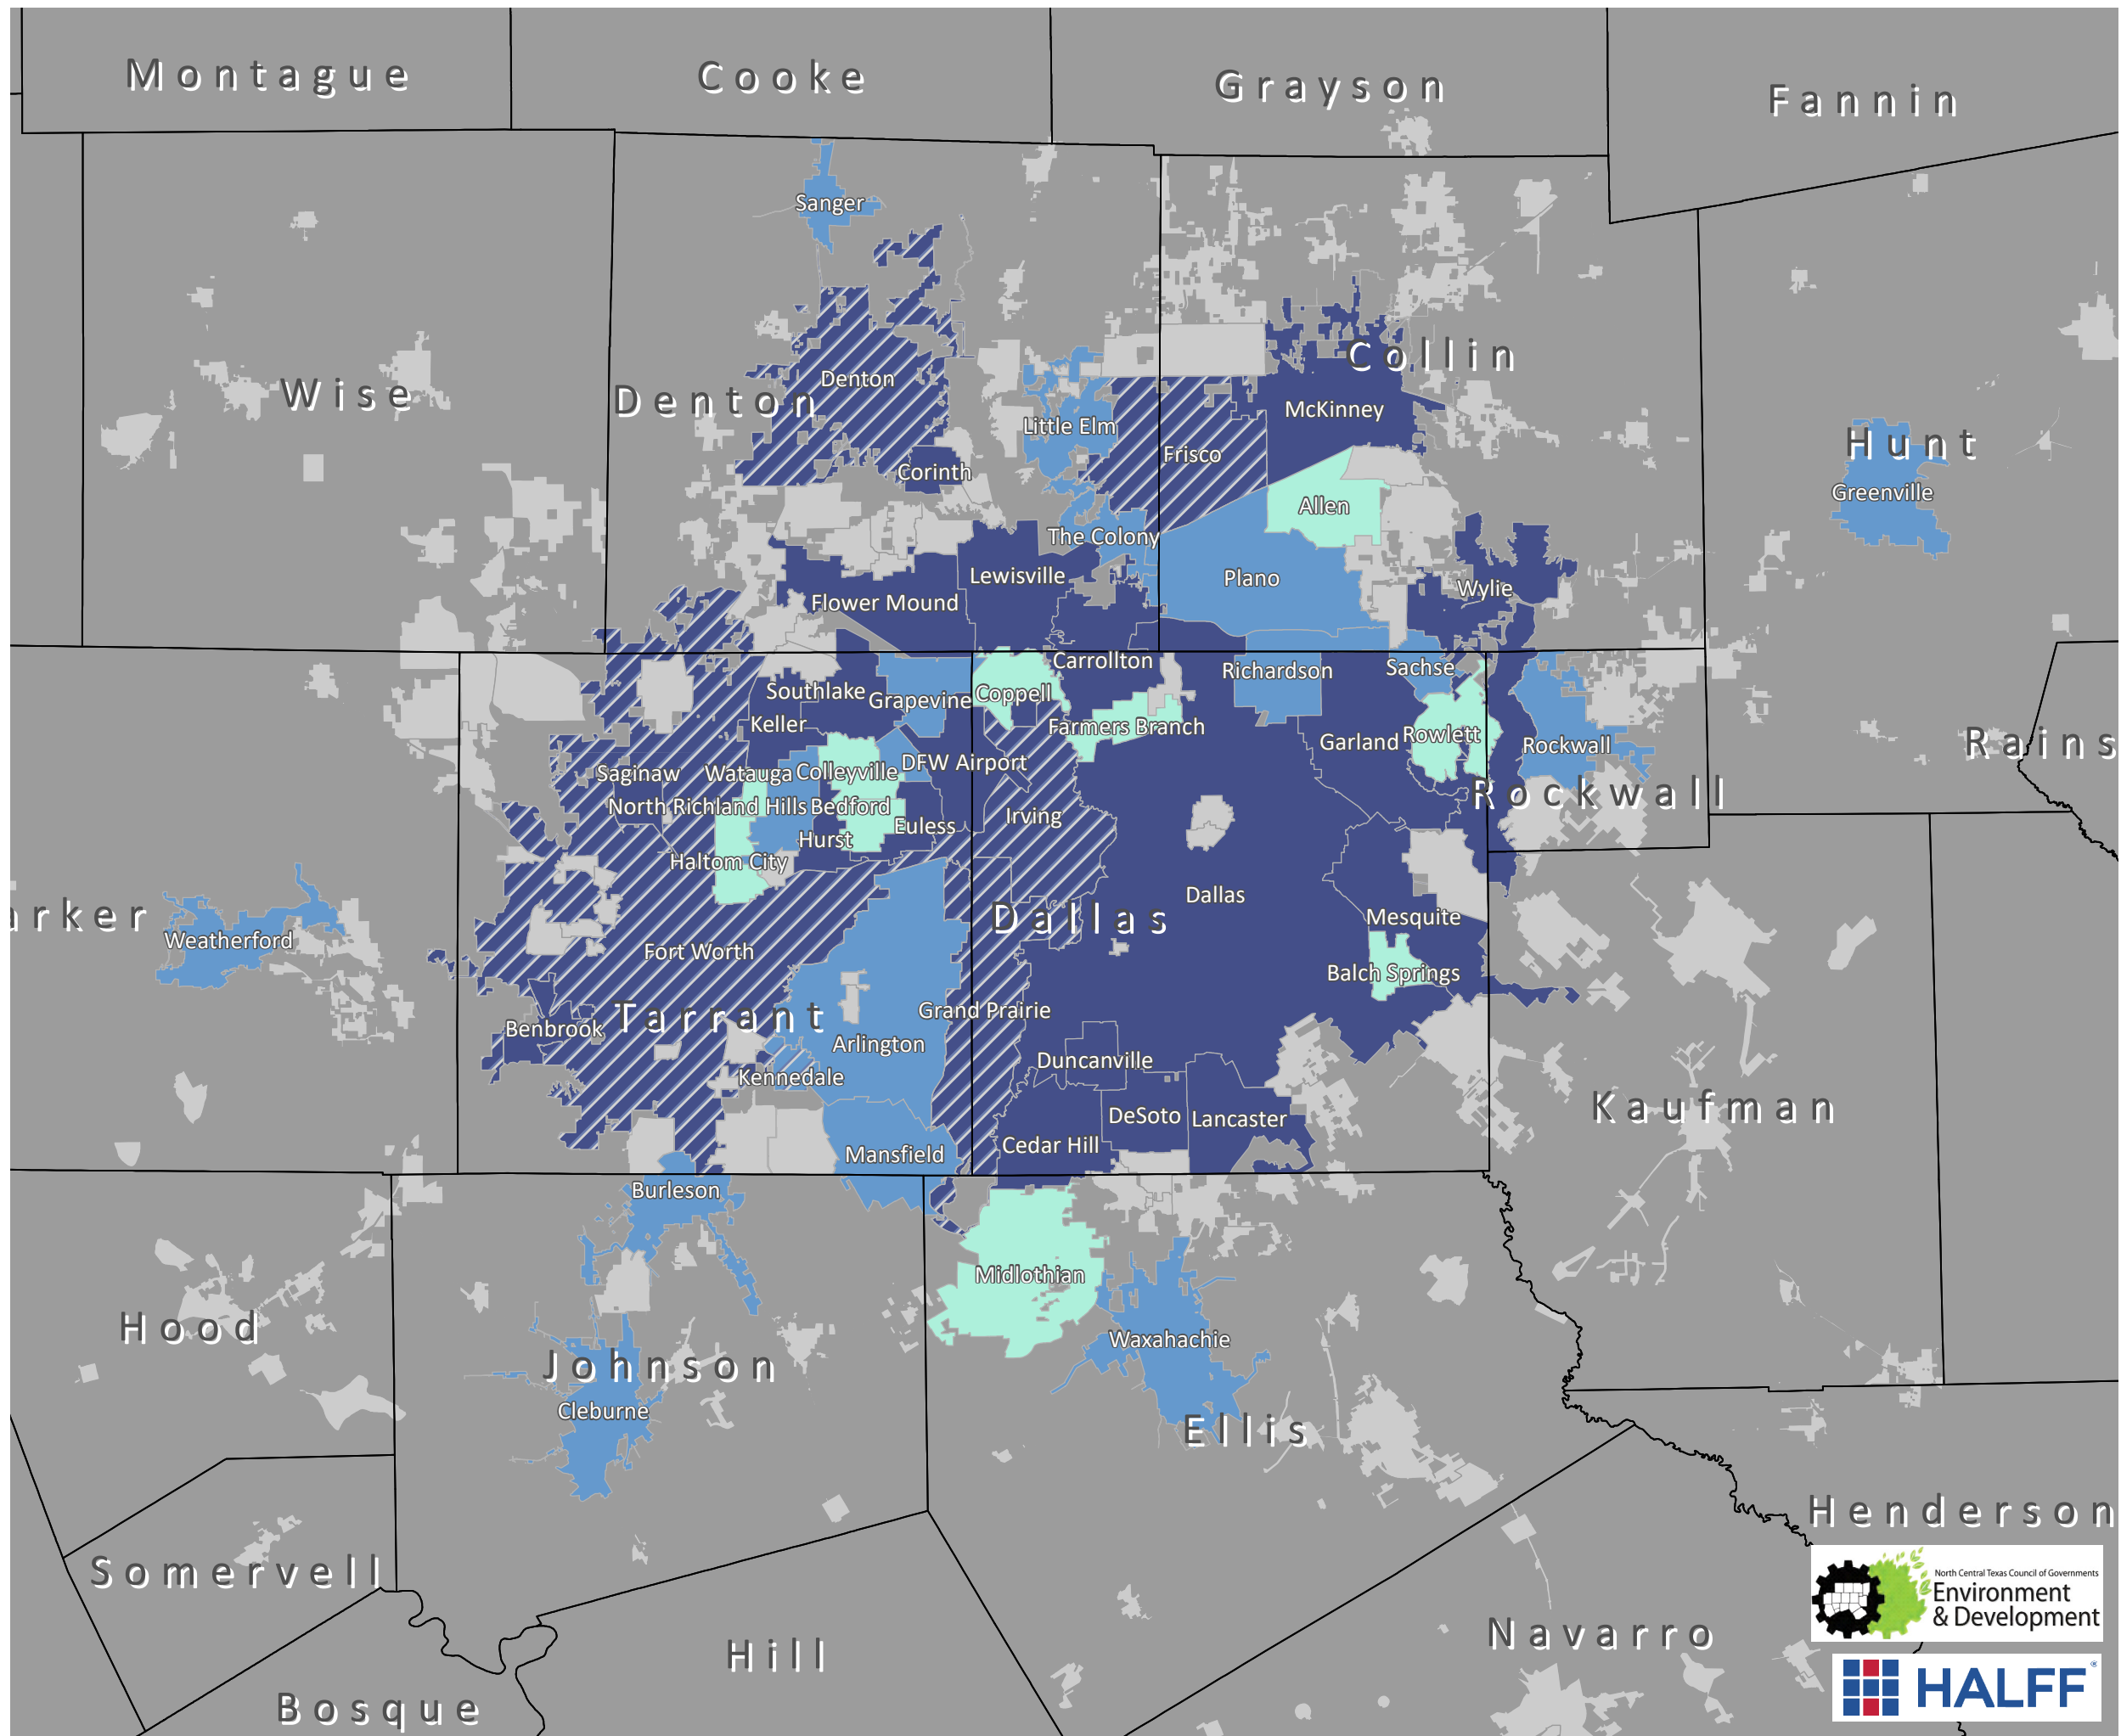 Montague
Cooke
Grayson
Fannin
Sanger
Collin
Denton
Wise
Denton
McKinney
Little Elm
Hunt
Frisco
Corinth
Greenville
Allen
The Colony
Lewisville
Plano
Wylie
Flower Mound
Carrollton
Sachse
Richardson
Southlake
Coppell
Grapevine
Keller
Farmers Branch
Rowlett
Garland
Rains
Rockwall
DFW Airport
Saginaw
Watauga
Colleyville
Rockwall
North Richland Hills
Bedford
Irving
Euless
Hurst
Haltom City
Dallas
arker
Mesquite
Dallas
Weatherford
Fort Worth
Balch Springs
Grand Prairie
Tarrant
Benbrook
Arlington
Duncanville
Kennedale
Kaufman
DeSoto
Lancaster
Cedar Hill
Mansfield
Burleson
Midlothian
Hood
Waxahachie
Johnson
Cleburne
Ellis
Henderson
Somervell
North Central Texas Council of Governments
Environment
& Development
Navarro
Hill
HALFF
Bosque